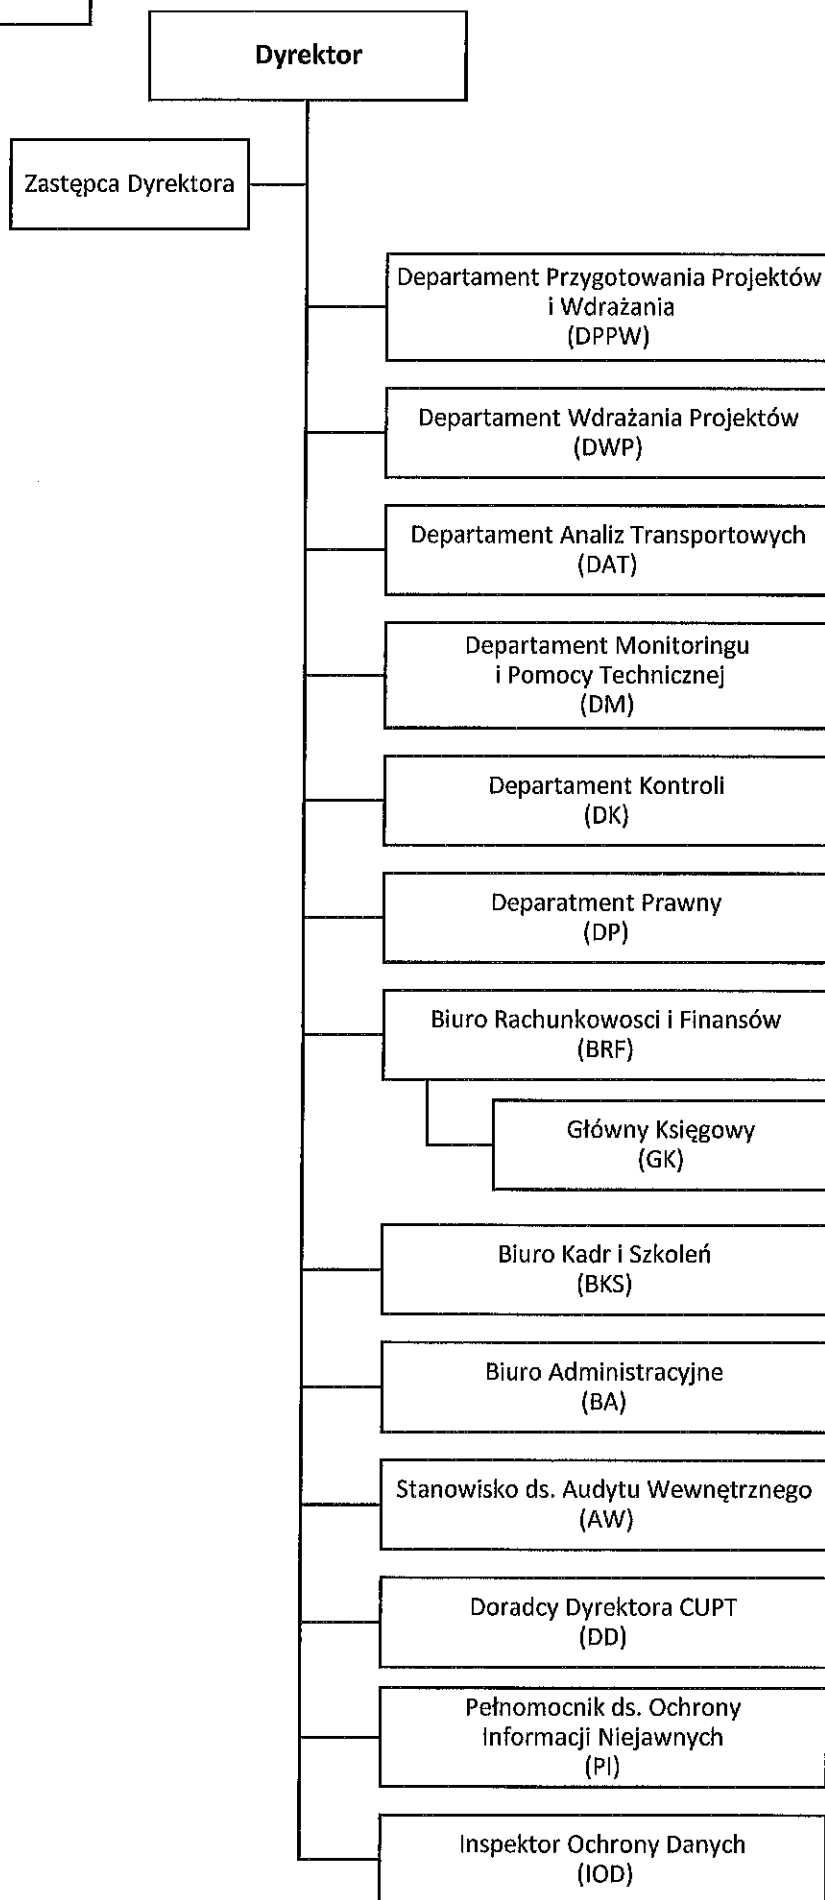 Dyrektor
Zastępca Dyrektora
Departament Przygotowania Projektów
i Wdrażania
(DPPW)
Departament Wdrażania Projektów
(DWP)
Departament Analiz Transportowych
(DAT)
Departament Monitoringu
i Pomocy Technicznej
(DM)
Departament Kontroli
(DK)
Deparatment Prawny
(DP)
Biuro Rachunkowosci i Finansów
(BRF)
Główny Księgowy
(GK)
Biuro Kadr i Szkoleń
(BKS)
Biuro Administracyjne
(BA)
Stanowisko ds. Audytu Wewnętrznego
(AW)
Doradcy Dyrektora CUPT
(DD)
Pełnomocnik ds. Ochrony
Informacji Niejawnych
(PI)
Inspektor Ochrony Danych
(IOD)